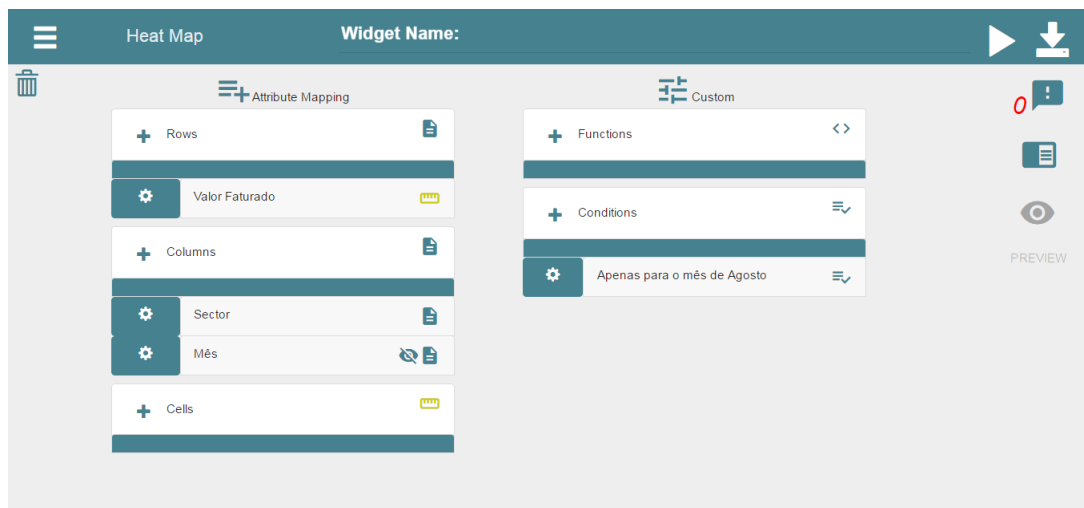 Heat Map
Widget Name:
Attribute Mapping
Custom
0
Rows
Functions
Valor Faturado
Conditions
Columns
Apenas para o mês de Agosto
PREVIEW
Sector
Mês
Cells